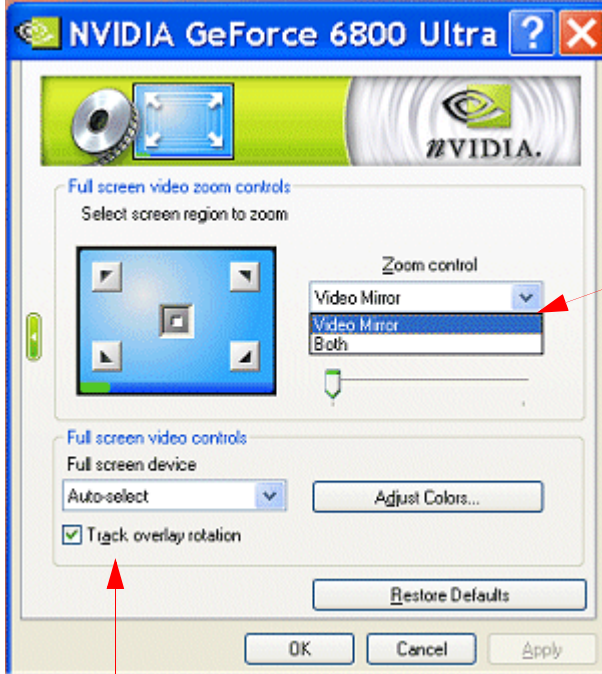 NVIDIA GeForce 6800 Ultra
nVIDIA.
Full screen video zoom controls
Select screen region to zoom
Zoom control
Video Mirror
Video Mirror
Both
Full screen video controls
Full screen device
Auto-select
Adjust Colors...
Track overlay rotation
Restore Defaults
OK
Cancel
Apply